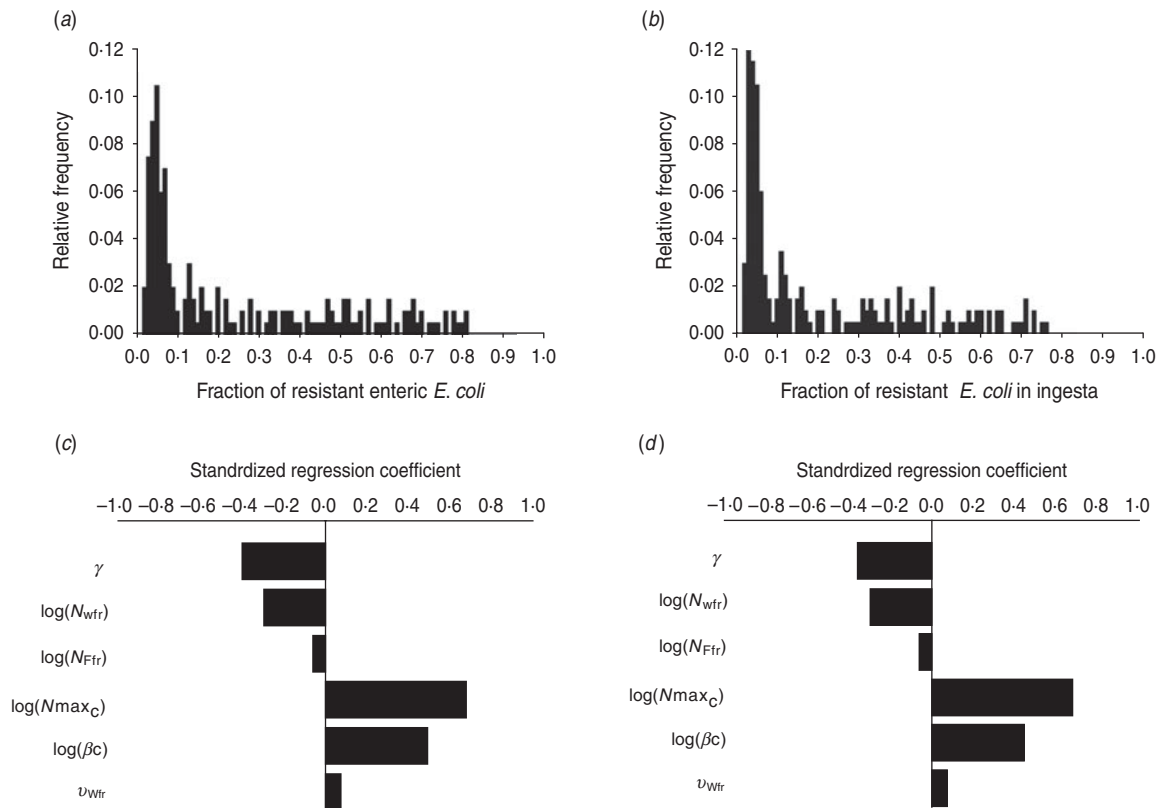 (a)
0·12
0·10
0·08
0·06
0·04
0·02
0·00
Relative frequency
0·0 0·1 0·2 0·3 0·4 0·5 0·6 0·7 0·8 0·9 1·0
Fraction of resistant enteric E. coli
(b)
0·12
0·10
0·08
0·06
0·04
0·02
0·00
Relative frequency
0·0 0·1 0·2 0·3 0·4 0·5 0·6 0·7 0·8 0·9 1·0
Fraction of resistant E. coli in ingesta
(c)
Standrdized regression coefficient
–1·0 –0·8 –0·6 –0·4 –0·2 0·0 0·2 0·4 0·6 0·8 1·0
γ
log(Nwfr)
log(NFfr)
log(NmaxC)
log(βc)
υWfr
(d)
Standrdized regression coefficient
–1·0 –0·8 –0·6 –0·4 –0·2 0·0 0·2 0·4 0·6 0·8 1·0
γ
log(Nwfr)
log(NFfr)
log(NmaxC)
log(βc)
υWfr